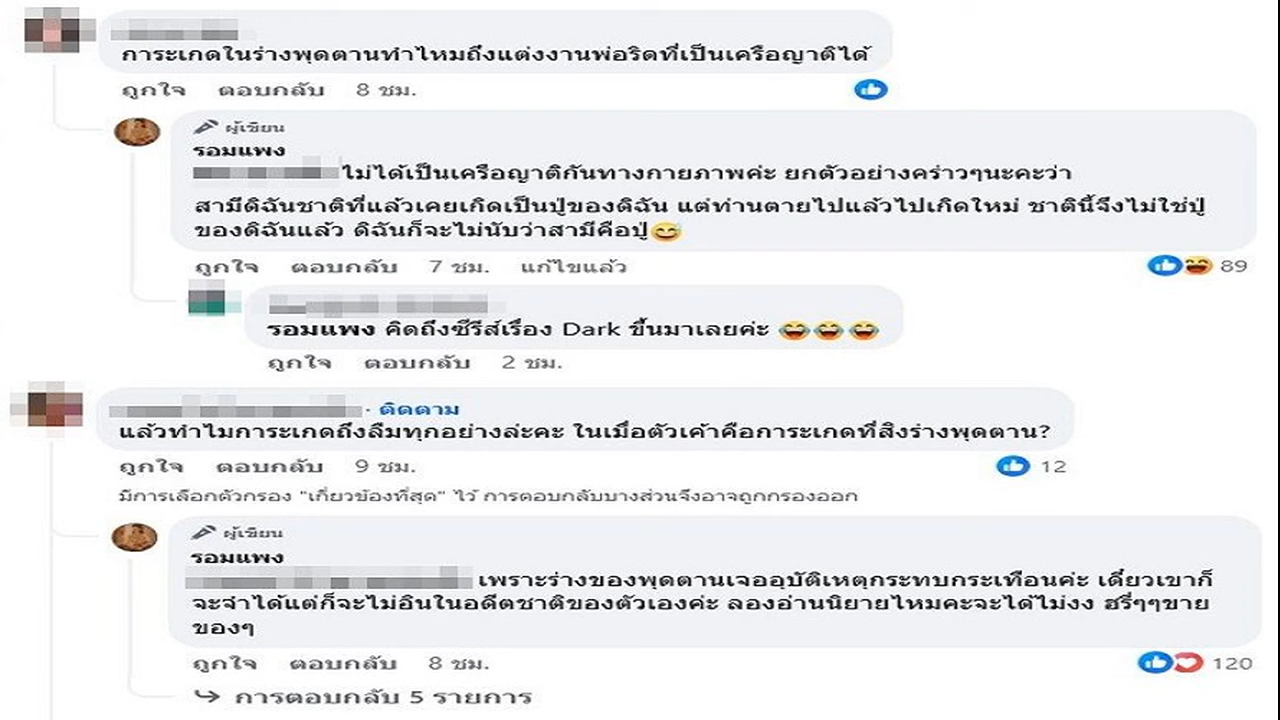 การะเกดในร่างพุดตานทำไหมถึงแต่งงานพ่อริดที่เป็นเครือญาติได้
ถูกใจ ตอบกลับ 8 ชม.
ผู้เขียน
รอมแพง
ไม่ได้เป็นเครือญาติกันทางกายภาพค่ะ ยกตัวอย่างคร่าวๆนะคะว่า
สามีดิฉันชาติที่แล้วเคยเกิดเป็นปู่ของดิฉัน แต่ท่านตายไปแล้วไปเกิดใหม่ ชาตินี้จึงไม่ใช่ปู่
ของดิฉันแล้ว ดิฉันก็จะไม่นับว่าสามีคือปู่😅
ถูกใจ ตอบกลับ 7 ชม. แก้ไขแล้ว 89
รอมแพง คิดถึงซีรีส์เรื่อง Dark ขึ้นมาเลยค่ะ 😂😂😂
ถูกใจ ตอบกลับ 2 ชม.
· ติดตาม
แล้วทำไมการะเกดถึงลืมทุกอย่างล่ะคะ ในเมื่อตัวเค้าคือการะเกดที่สิงร่างพุดตาน?
ถูกใจ ตอบกลับ 9 ชม. 12
มีการเลือกตัวกรอง "เกี่ยวข้องที่สุด" ไว้ การตอบกลับบางส่วนจึงอาจถูกกรองออก
ผู้เขียน
รอมแพง
เพราะร่างของพุดตานเจออุบัติเหตุกระทบกระเทือนค่ะ เดี๋ยวเขาก็
จะจำได้แต่ก็จะไม่อินในอดีตชาติของตัวเองค่ะ ลองอ่านนิยายไหมคะจะได้ไม่งง ฮรี่ๆๆขาย
ของๆ
ถูกใจ ตอบกลับ 8 ชม. 120
การตอบกลับ 5 รายการ